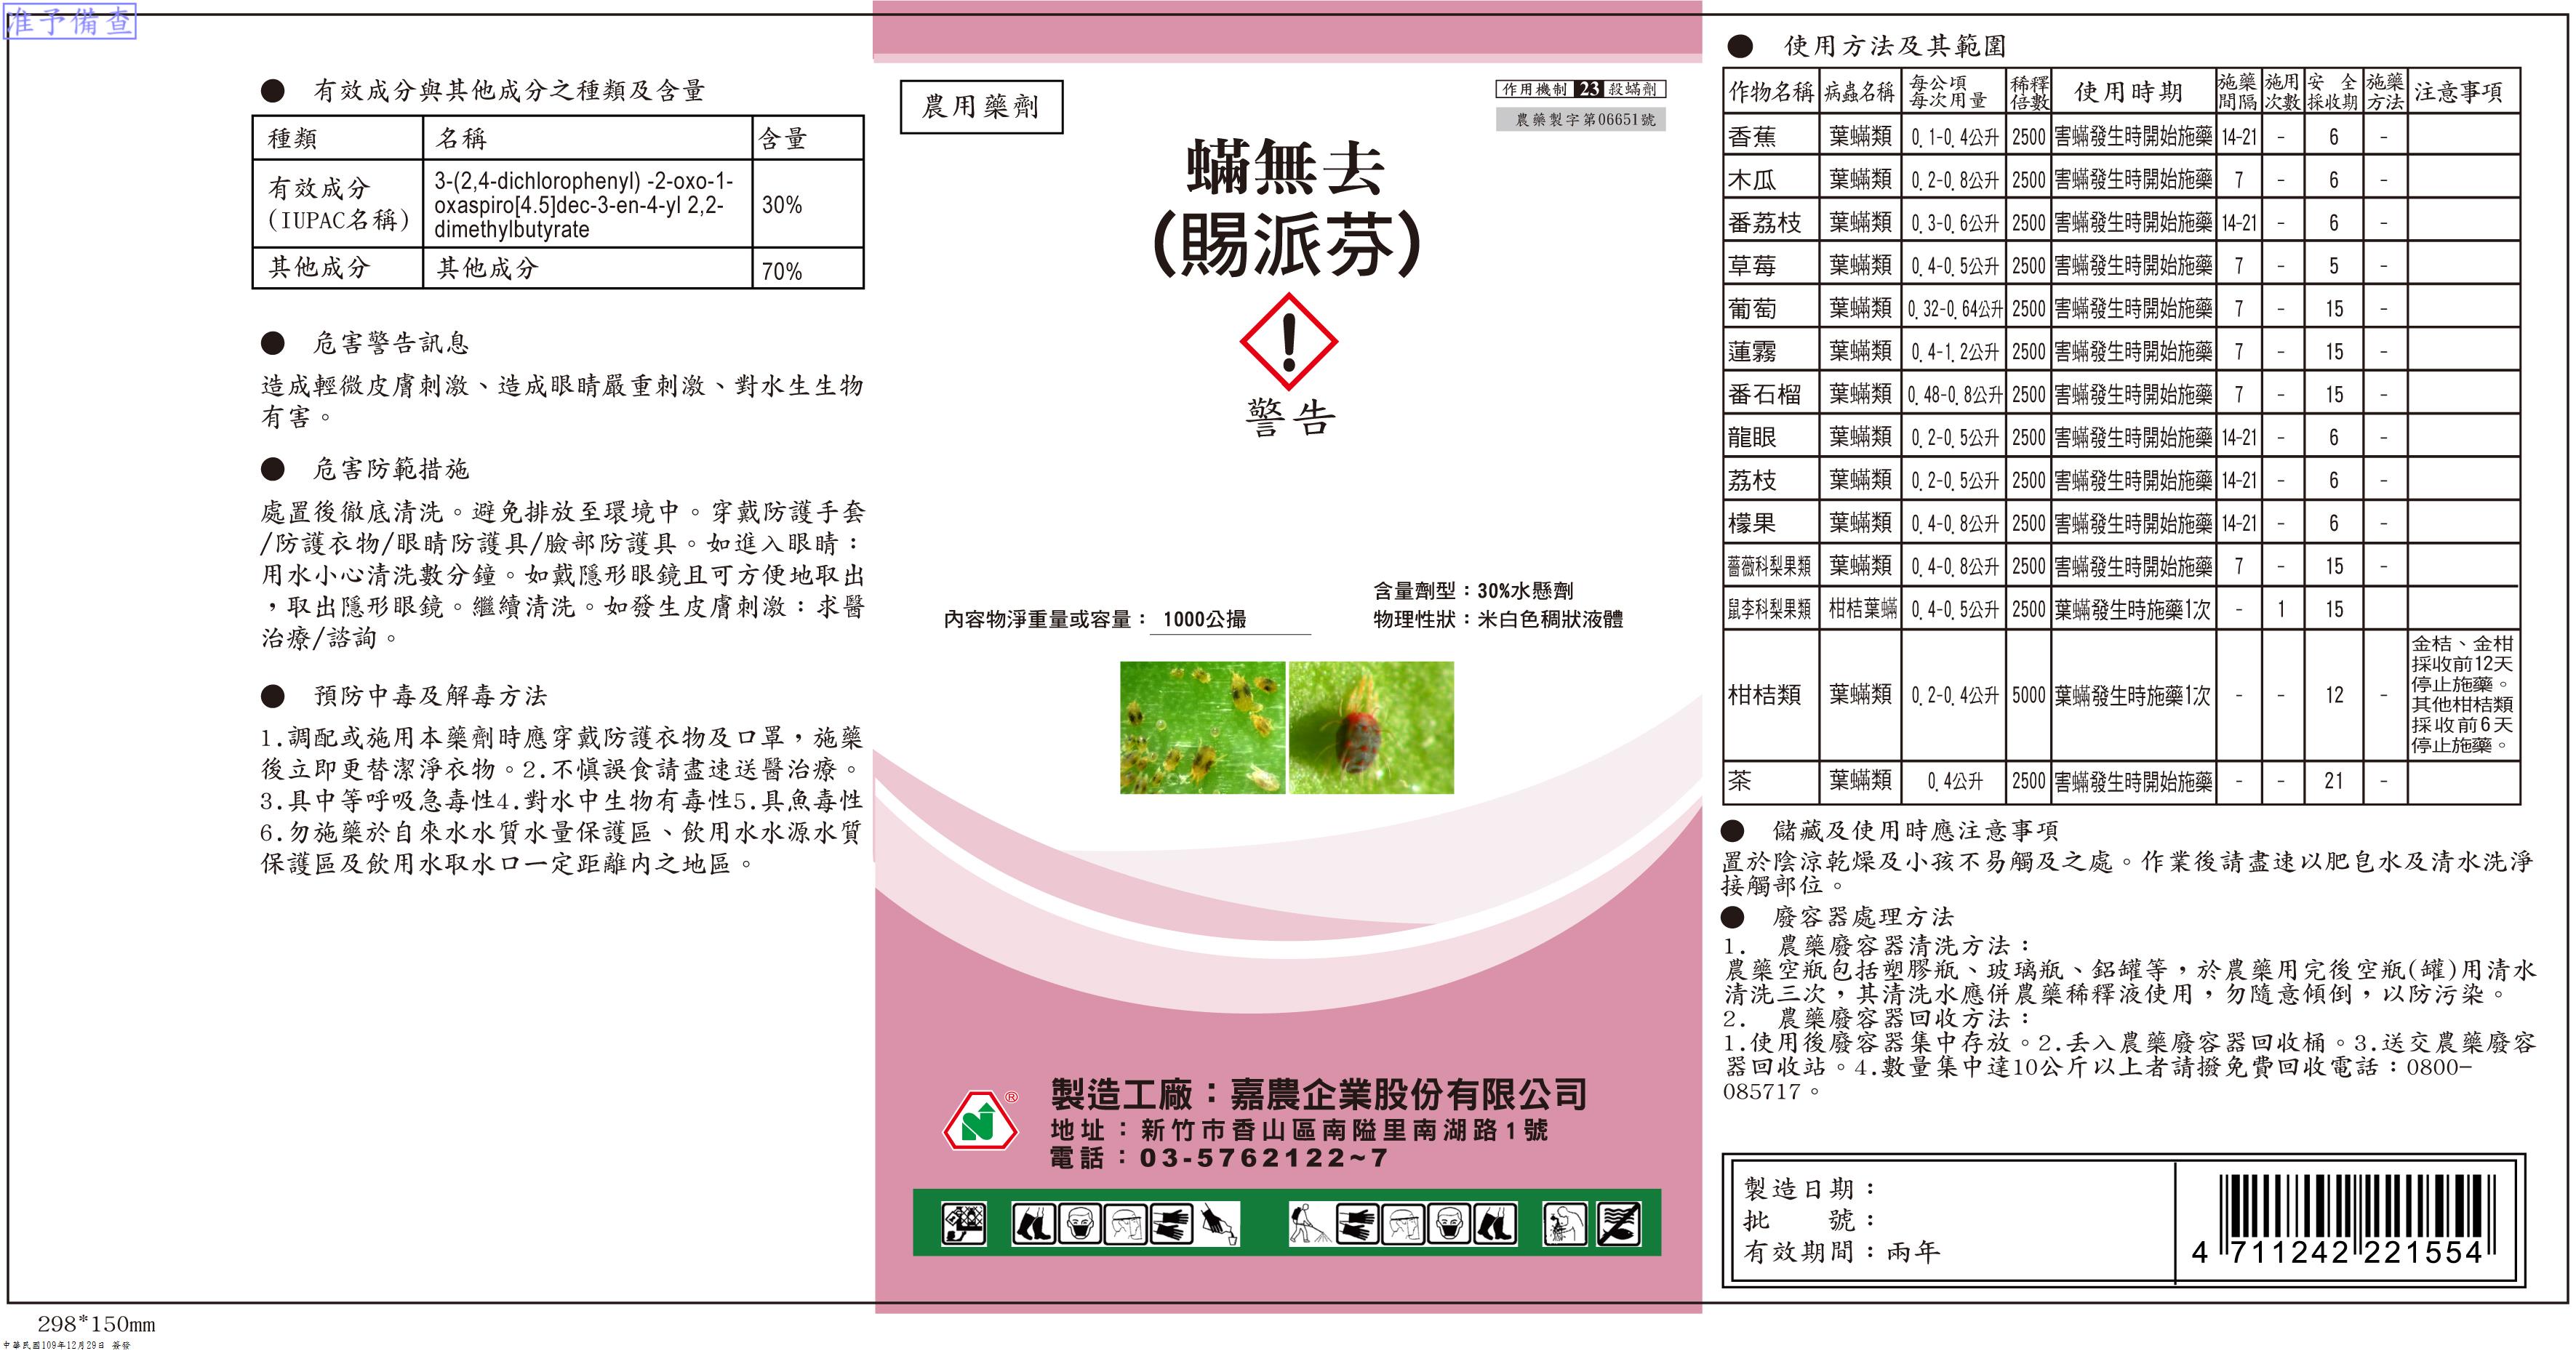 准予備查
● 有效成分與其他成分之種類及含量
種類 名稱 含量
有效成分
(IUPAC名稱) 3-(2,4-dichlorophenyl) -2-oxo-1-
oxaspiro[4.5]dec-3-en-4-yl 2,2-
dimethylbutyrate 30%
其他成分 其他成分 70%
● 危害警告訊息
造成輕微皮膚刺激、造成眼睛嚴重刺激、對水生生物
有害。
● 危害防範措施
處置後徹底清洗。避免排放至環境中。穿戴防護手套
/防護衣物/眼睛防護具/臉部防護具。如進入眼睛：
用水小心清洗數分鐘。如戴隱形眼鏡且可方便地取出
，取出隱形眼鏡。繼續清洗。如發生皮膚刺激：求醫
治療/諮詢。
● 預防中毒及解毒方法
1.調配或施用本藥劑時應穿戴防護衣物及口罩，施藥
後立即更替潔淨衣物。2.不慎誤食請盡速送醫治療。
3.具中等呼吸急毒性4.對水中生物有毒性5.具魚毒性
6.勿施藥於自來水水質水量保護區、飲用水水源水質
保護區及飲用水取水口一定距離內之地區。
農用藥劑
作用機制 23 殺蟎劑
農藥製字第06651號
蟎無去
(賜派芬)
!
警告
含量劑型：30%水懸劑
內容物淨重量或容量： 1000公撮
物理性狀：米白色稠狀液體
®
製造工廠：嘉農企業股份有限公司
地址：新竹市香山區南隘里南湖路1號
電話：03-5762122~7
● 使用方法及其範圍
作物名稱 病蟲名稱 每公頃每次用量 稀釋倍數 使用時期 施藥間隔 施用次數 安全採收期 施藥方法 注意事項
香蕉 葉蟎類 0.1-0.4公升 2500 害蟎發生時開始施藥 14-21 - 6 -
木瓜 葉蟎類 0.2-0.8公升 2500 害蟎發生時開始施藥 7 - 6 -
番荔枝 葉蟎類 0.3-0.6公升 2500 害蟎發生時開始施藥 14-21 - 6 -
草莓 葉蟎類 0.4-0.5公升 2500 害蟎發生時開始施藥 7 - 5 -
葡萄 葉蟎類 0.32-0.64公升 2500 害蟎發生時開始施藥 7 - 15 -
蓮霧 葉蟎類 0.4-1.2公升 2500 害蟎發生時開始施藥 7 - 15 -
番石榴 葉蟎類 0.48-0.8公升 2500 害蟎發生時開始施藥 7 - 15 -
龍眼 葉蟎類 0.2-0.5公升 2500 害蟎發生時開始施藥 14-21 - 6 -
荔枝 葉蟎類 0.2-0.5公升 2500 害蟎發生時開始施藥 14-21 - 6 -
檬果 葉蟎類 0.4-0.8公升 2500 害蟎發生時開始施藥 14-21 - 6 -
薔薇科梨果類 葉蟎類 0.4-0.8公升 2500 害蟎發生時開始施藥 7 - 15 -
鼠李科梨果類 柑桔葉蟎 0.4-0.5公升 2500 葉蟎發生時施藥1次 - 1 15
柑桔類 葉蟎類 0.2-0.4公升 5000 葉蟎發生時施藥1次 - - 12 - 金桔、金柑
採收前12天
停止施藥。
其他柑桔類
採收前6天
停止施藥。
茶 葉蟎類 0.4公升 2500 害蟎發生時開始施藥 - - 21 -
● 儲藏及使用時應注意事項
置於陰涼乾燥及小孩不易觸及之處。作業後請盡速以肥皂水及清水洗淨
接觸部位。
● 廢容器處理方法
1. 農藥廢容器清洗方法：
農藥空瓶包括塑膠瓶、玻璃瓶、鋁罐等，於農藥用完後空瓶(罐)用清水
清洗三次，其清洗水應併農藥稀釋液使用，勿隨意傾倒，以防污染。
2. 農藥廢容器回收方法：
1.使用後廢容器集中存放。2.丟入農藥廢容器回收桶。3.送交農藥廢容
器回收站。4.數量集中達10公斤以上者請撥免費回收電話：0800-
085717。
製造日期：
批 號：
有效期間：兩年
4 711242 221554
298*150mm
中華民國109年12月29日 簽發